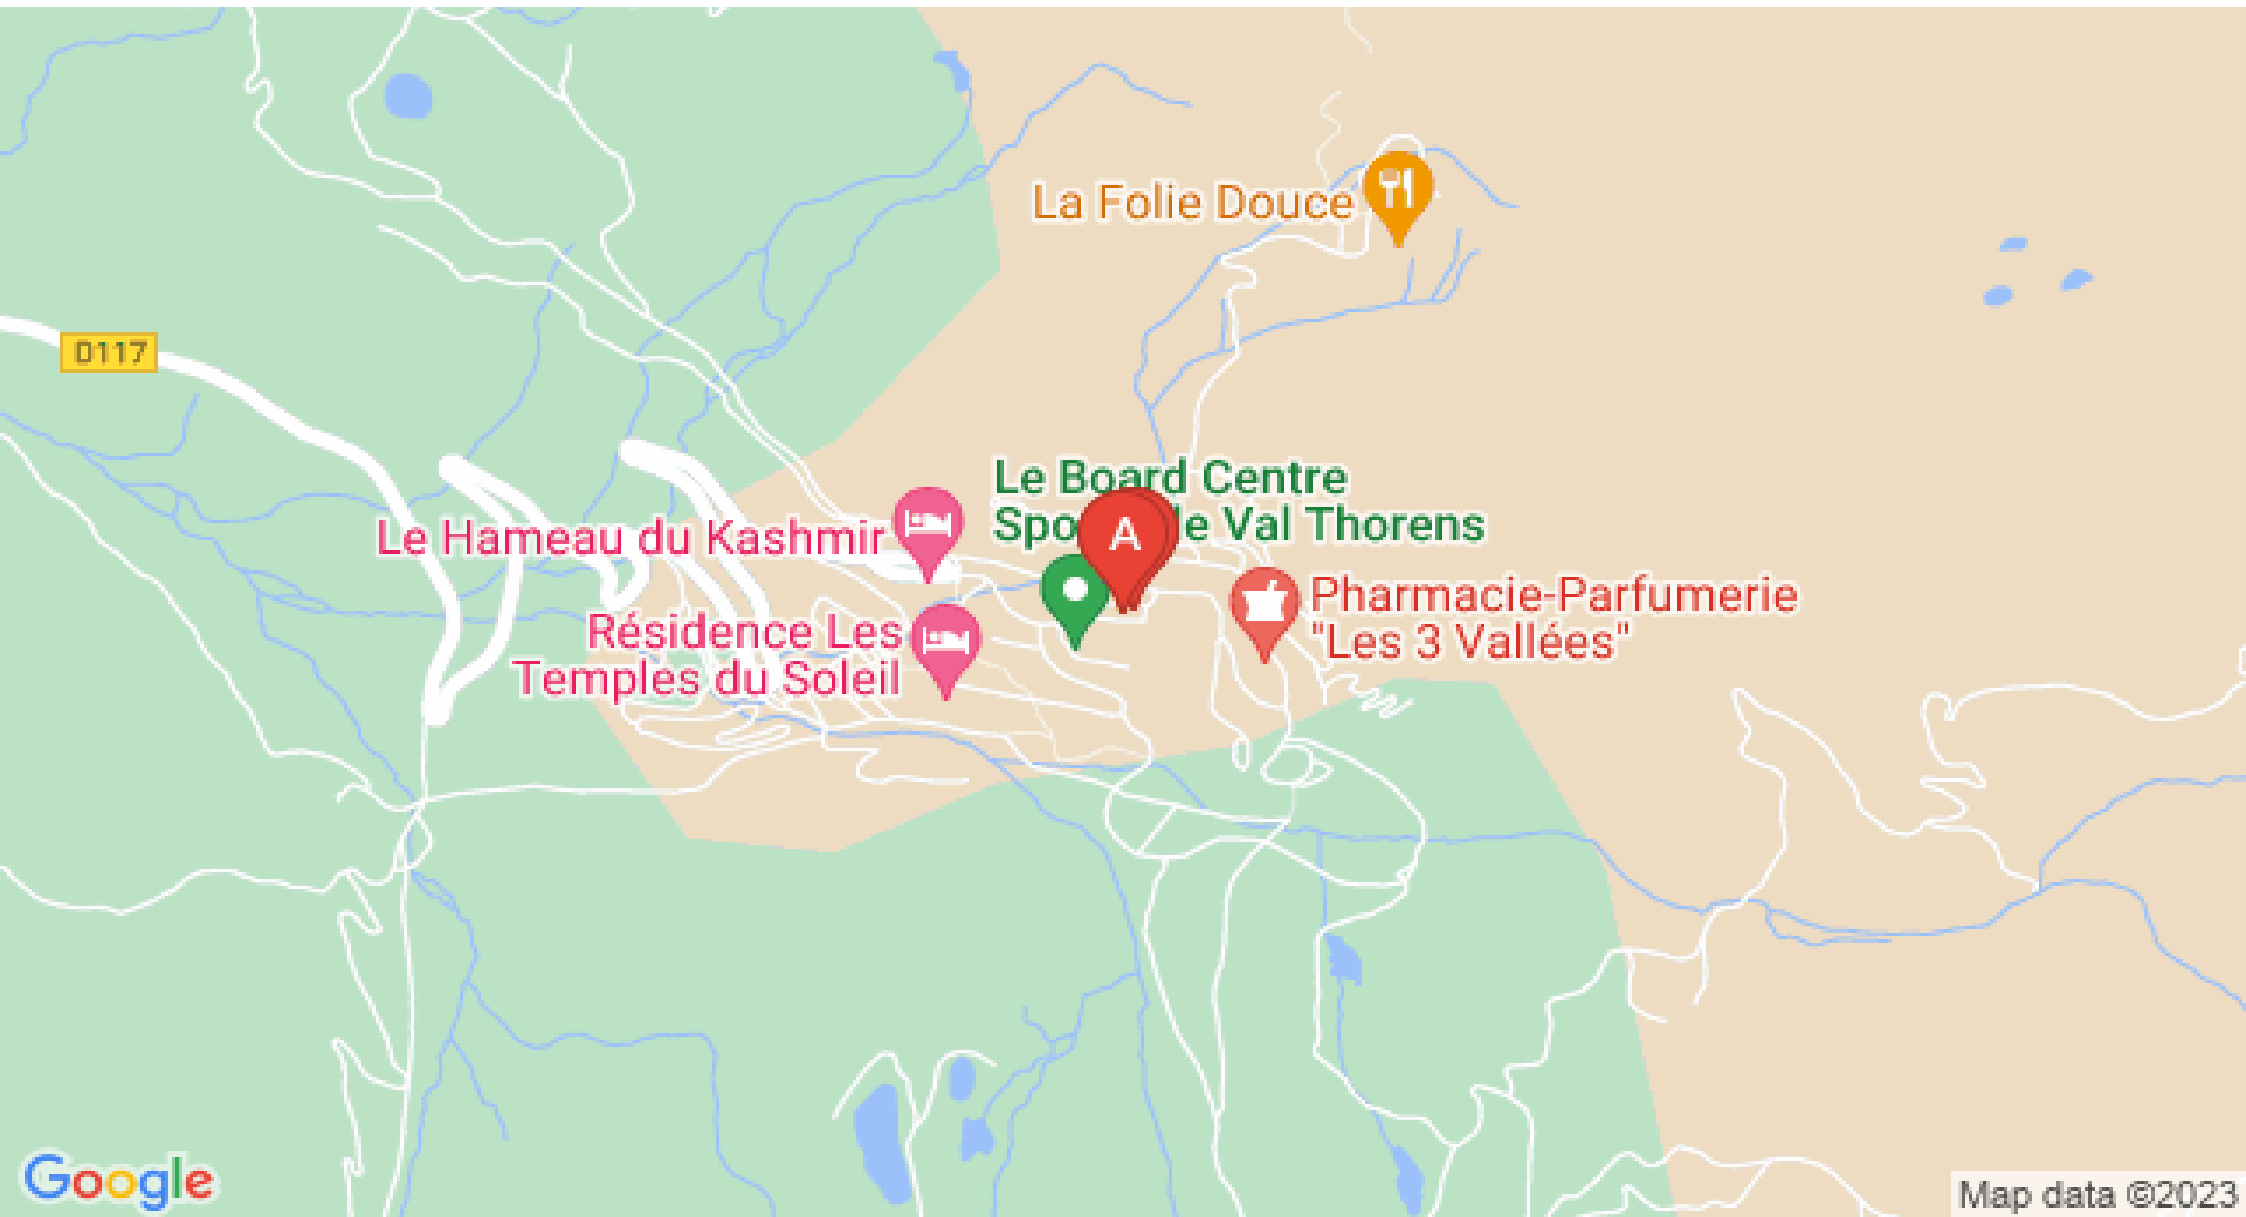 La Folie Douce
D117
Le Board Centre
Spo le Val Thorens
A
Le Hameau du Kashmir
Pharmacie-Parfumerie
"Les 3 Vallées"
Résidence Les
Temples du Soleil
Google
Map data ©2023